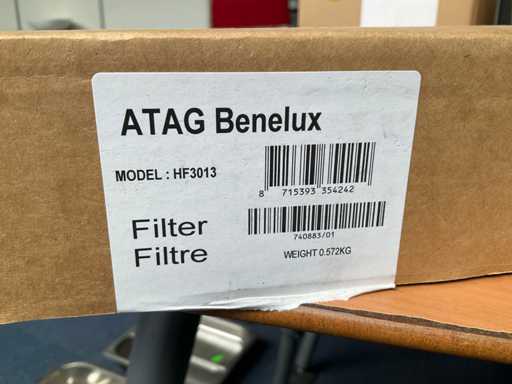 ATAG Benelux
MODEL : HF3013
8 715393 354242
740883/01
Filter
Filtre
WEIGHT 0.572KG